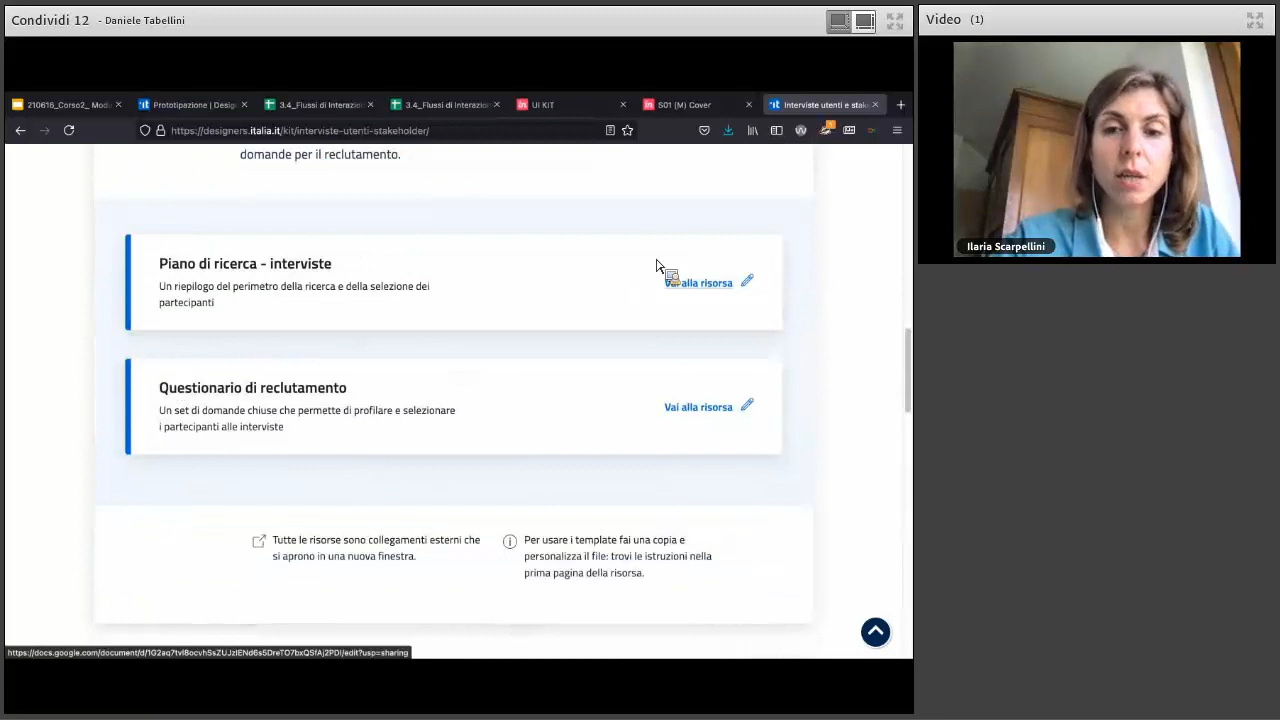 Condividi 12 - Daniele Tabellini
Video (1)
210616_Corso2_ Mod
Prototipazione | Desig
3.4_Flussi di Interazion
3.4_Flussi di Interazion
UI KIT
S01 (M) Cover
Interviste utenti e stak
https://designers.italia.it/kit/interviste-utenti-stakeholder/
domande per il reclutamento.
Piano di ricerca - interviste
Un riepilogo del perimetro della ricerca e della selezione dei
partecipanti
Vai alla risorsa
Questionario di reclutamento
Un set di domande chiuse che permette di profilare e selezionare
i partecipanti alle interviste
Vai alla risorsa
Tutte le risorse sono collegamenti esterni che
si aprono in una nuova finestra.
Per usare i template fai una copia e
personalizza il file: trovi le istruzioni nella
prima pagina della risorsa.
Ilaria Scarpellini